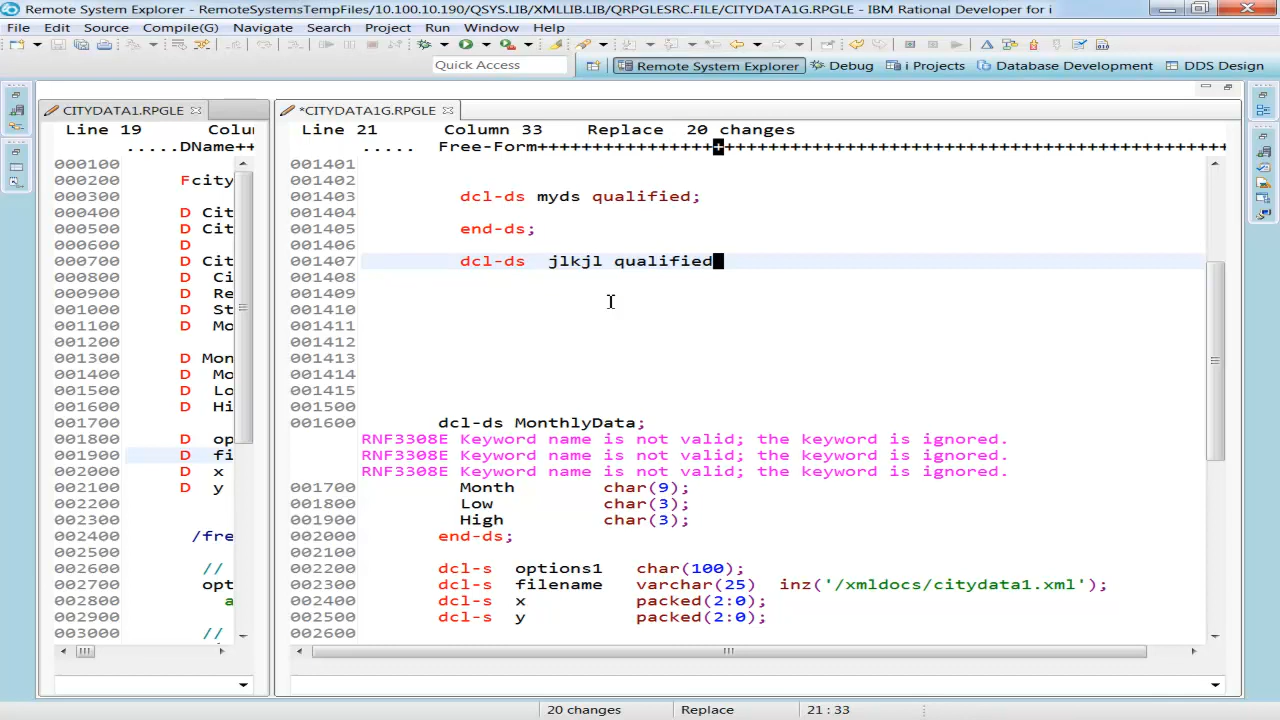 Remote System Explorer - RemoteSystemsTempFiles/10.100.10.190/QSYS.LIB/XMLLIB.LIB/QRPGLESRC.FILE/CITYDATA1G.RPGLE - IBM Rational Developer for i
File Edit Source Compile(G) Navigate Search Project Run Window Help
Quick Access Remote System Explorer Debug i Projects Database Development DDS Design
CITYDATA1.RPGLE
Line 19 Colum
.....DName++
000100
000200 Fcity
000300
000400 D Cit
000500 D Cit
000600 D
000700 D Cit
000800 D Ci
000900 D Re
001000 D St
001100 D Mo
001300 D Mon
001400 D Mo
001500 D Lo
001600 D Hi
001700
001800 D op
001900 D fi
002000 D x
002100 D y
002200
002300
002400 /fre
002500
002600 //
002700 opt
002800 a
002900
003000 //
*CITYDATA1G.RPGLE
Line 21 Column 33 Replace 20 changes
..... Free-Form++++++++++++++++++++++++++++++++++++++++++++++++++++++++++++++++
001401
001402
001403 dcl-ds myds qualified;
001404
001405 end-ds;
001406
001407 dcl-ds jlkjl qualified
001408
001409
001410
001411
001412
001413
001414
001415
001500
001600 dcl-ds MonthlyData;
RNF3308E Keyword name is not valid; the keyword is ignored.
RNF3308E Keyword name is not valid; the keyword is ignored.
RNF3308E Keyword name is not valid; the keyword is ignored.
001700 Month char(9);
001800 Low char(3);
001900 High char(3);
002000 end-ds;
002100
002200 dcl-s options1 char(100);
002300 dcl-s filename varchar(25) inz('/xmldocs/citydata1.xml');
002400 dcl-s x packed(2:0);
002500 dcl-s y packed(2:0);
002600
20 changes Replace 21 : 33